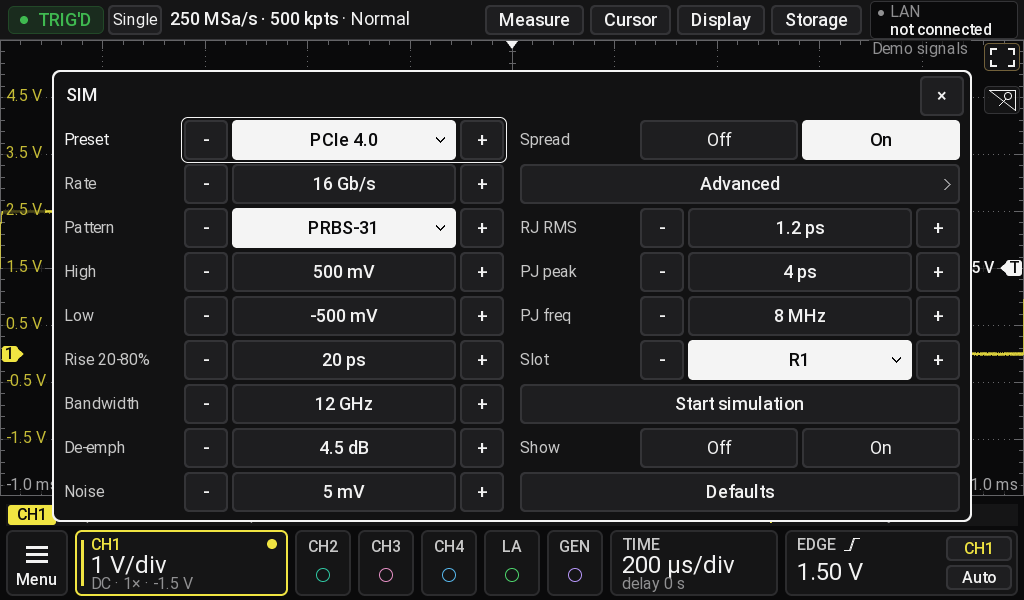 TRIG'D Single 250 MSa/s · 500 kpts · Normal Measure Cursor Display Storage LAN
not connected
Demo signals
4.5 V
3.5 V
2.5 V
1.5 V
0.5 V
-0.5 V
-1.5 V
-1.0 ms
1
5 V T
1.0 ms
SIM ×
Preset - PCIe 4.0 +
Rate - 16 Gb/s +
Pattern - PRBS-31 +
High - 500 mV +
Low - -500 mV +
Rise 20-80% - 20 ps +
Bandwidth - 12 GHz +
De-emph - 4.5 dB +
Noise - 5 mV +
Spread Off On
Advanced
RJ RMS - 1.2 ps +
PJ peak - 4 ps +
PJ freq - 8 MHz +
Slot - R1 +
Start simulation
Show Off On
Defaults
CH1
Menu
CH1
1 V/div
DC · 1× · -1.5 V
CH2
CH3
CH4
LA
GEN
TIME
200 µs/div
delay 0 s
EDGE
1.50 V
CH1
Auto